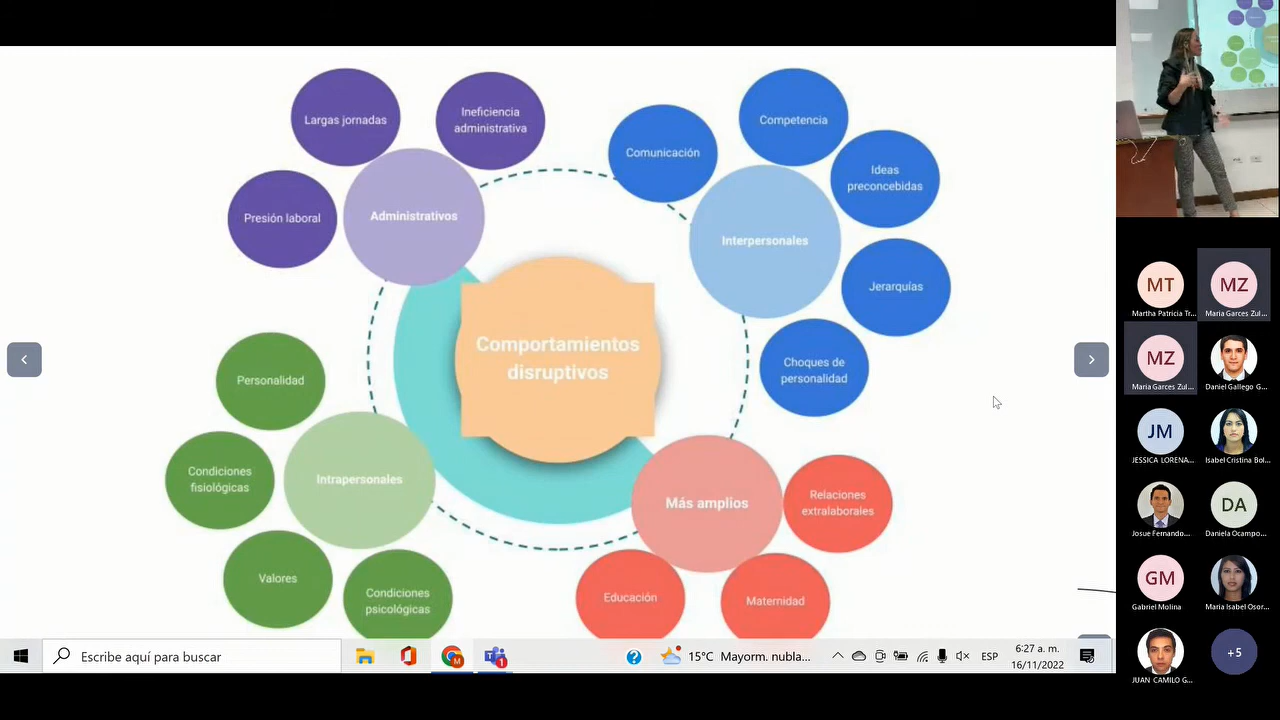 Largas jornadas
Ineficiencia
administrativa
Presión laboral
Administrativos
Comunicación
Competencia
Ideas
preconcebidas
Interpersonales
Jerarquías
Choques de
personalidad
Comportamientos
disruptivos
Personalidad
Condiciones
fisiológicas
Intrapersonales
Valores
Condiciones
psicológicas
Más amplios
Relaciones
extralaborales
Educación
Maternidad
MT
Martha Patricia Tr...
MZ
Maria Garces Zul...
MZ
Maria Garces Zul...
Daniel Gallego G...
JM
JESSICA LORENA...
Isabel Cristina Bol...
Josue Fernando...
DA
Daniela Ocampo...
GM
Gabriel Molina
Maria Isabel Osor...
JUAN CAMILO G...
+5
Escribe aquí para buscar
1
15°C Mayorm. nubla...
ESP
6:27 a. m.
16/11/2022